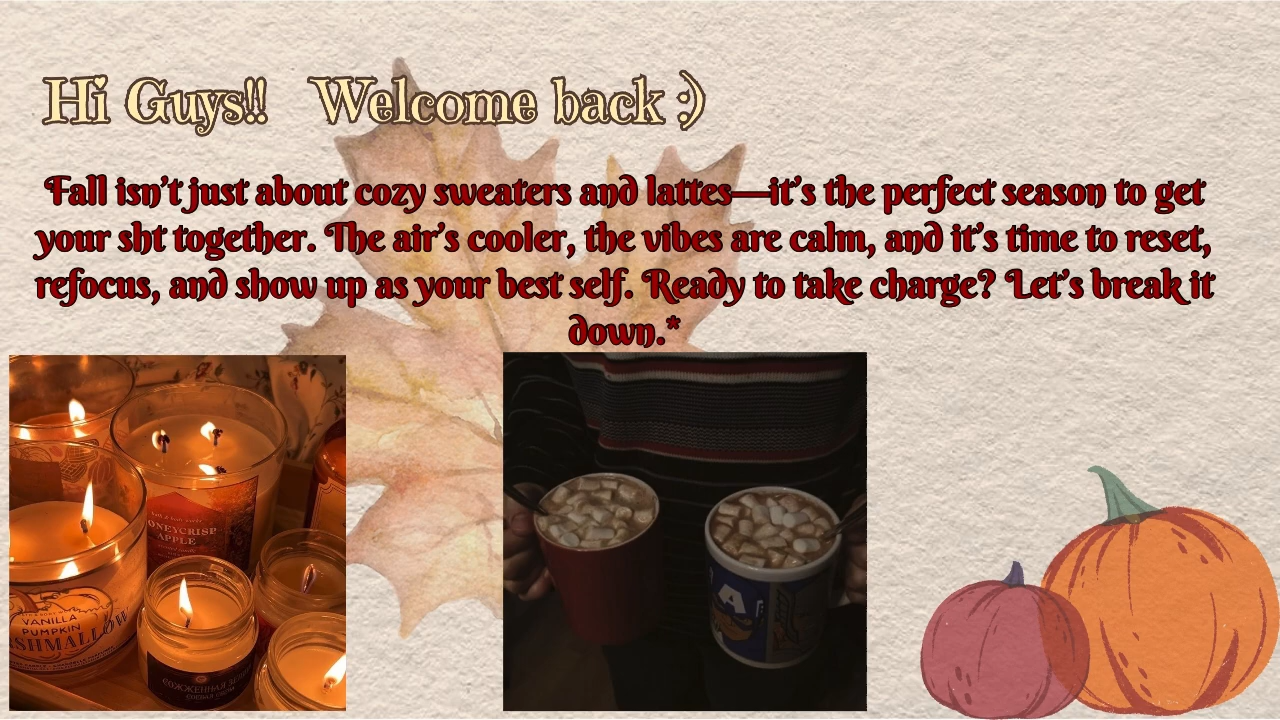 Hi Guys!! Welcome back :)
Fall isn't just about cozy sweaters and lattes—it's the perfect season to get
your sht together. The air's cooler, the vibes are calm, and it's time to reset,
refocus, and show up as your best self. Ready to take charge? Let's break it
down.*
ONEYCRISP
APPLE
VANILLA
PUMPKIN
SHMALLOW
A